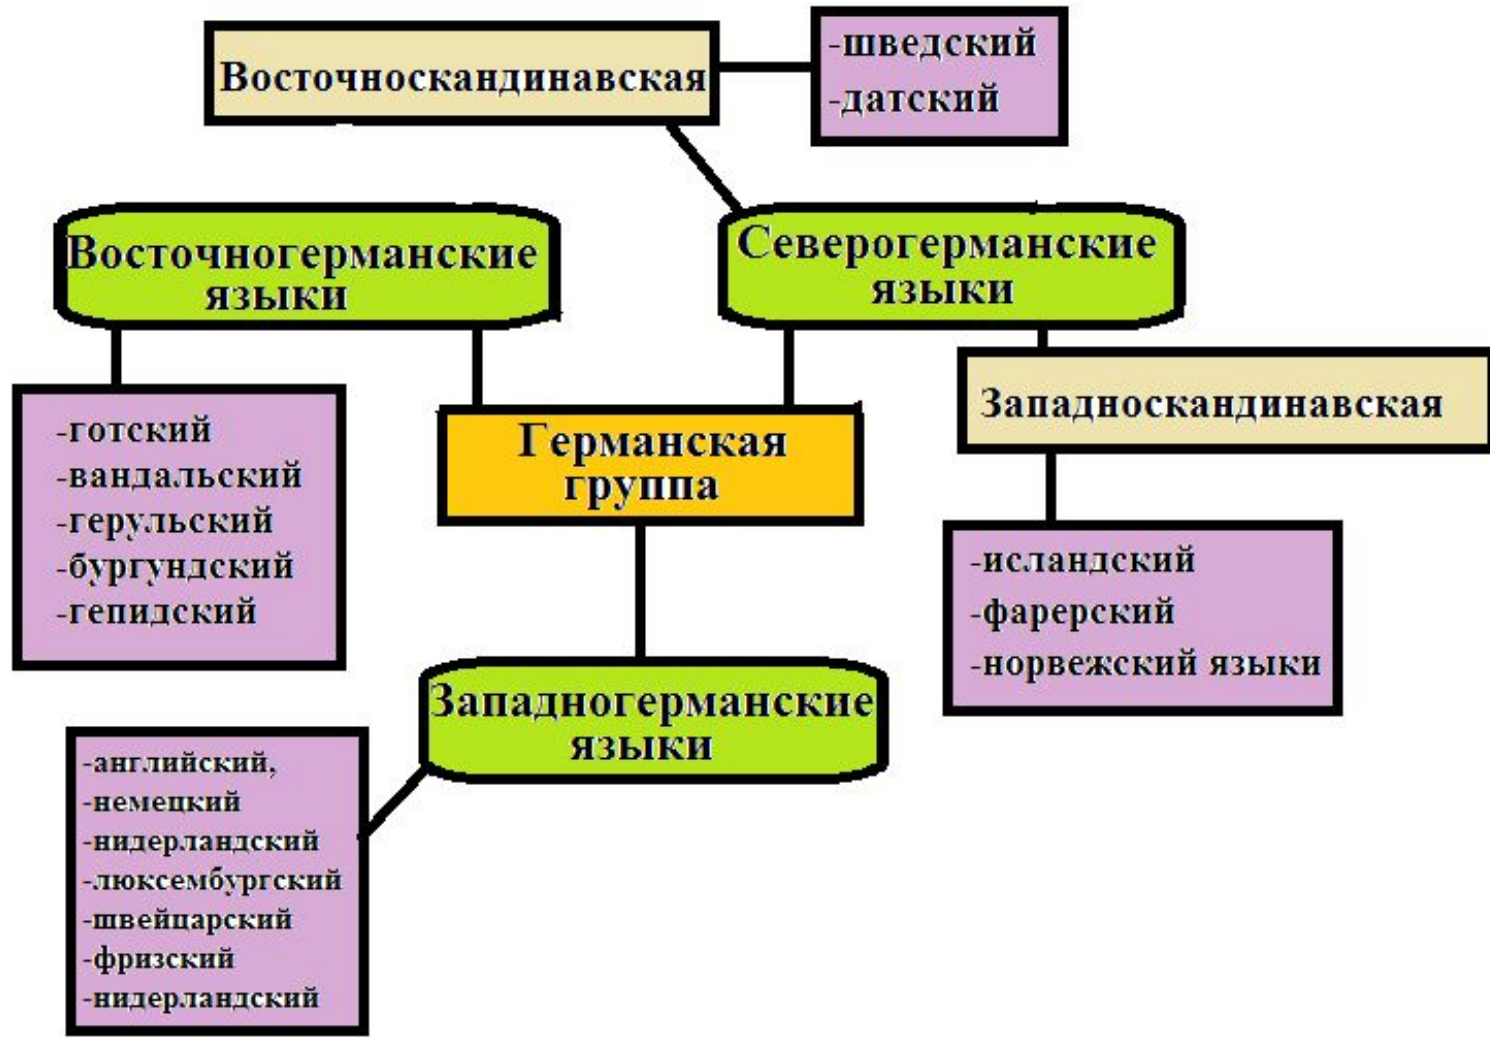 Восточноскандинавская
-шведский
-датский
Восточногерманские
языки
Северогерманские
языки
-готский
-вандальский
-герульский
-бургундский
-гепидский
Германская
группа
Западноскандинавская
-исландский
-фарерский
-норвежский языки
Западногерманские
языки
-английский,
-немецкий
-нидерландский
-люксембургский
-швейцарский
-фризский
-нидерландский